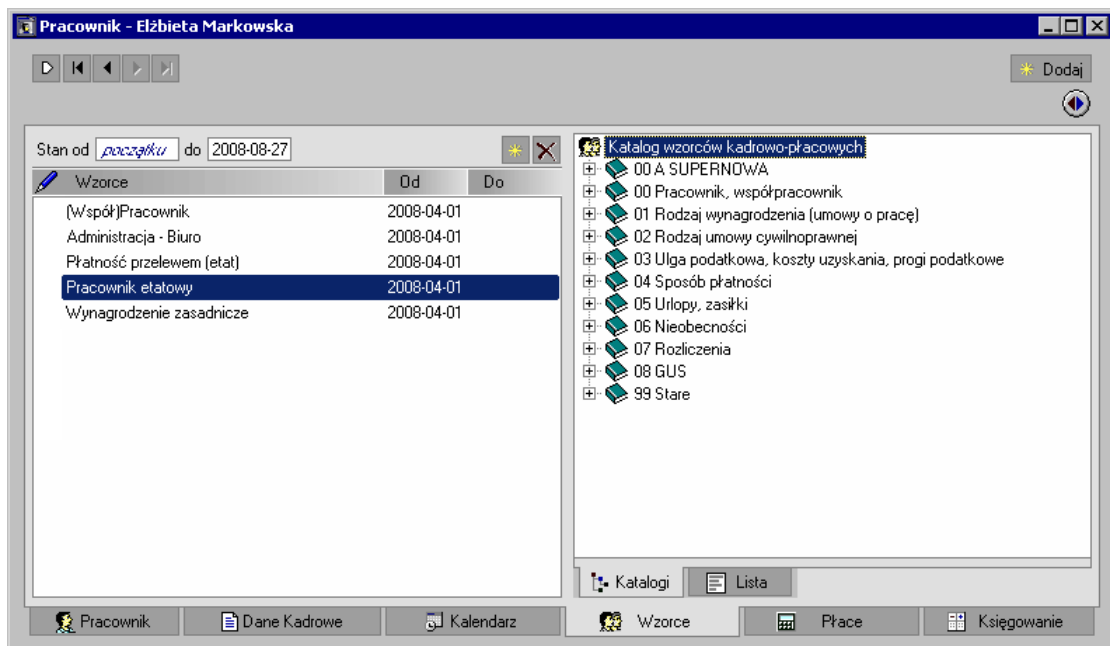 Pracownik - Elżbieta Markowska
Dodaj
Stan od początku do 2008-08-27
Wzorce Od Do
(Współ)Pracownik 2008-04-01
Administracja - Biuro 2008-04-01
Płatność przelewem (etat) 2008-04-01
Pracownik etatowy 2008-04-01
Wynagrodzenie zasadnicze 2008-04-01
Katalog wzorców kadrowo-płacowych
00 A SUPERNOWA
00 Pracownik, współpracownik
01 Rodzaj wynagrodzenia (umowy o pracę)
02 Rodzaj umowy cywilnoprawnej
03 Ulga podatkowa, koszty uzyskania, progi podatkowe
04 Sposób płatności
05 Urlopy, zasiłki
06 Nieobecności
07 Rozliczenia
08 GUS
99 Stare
Katalogi Lista
Pracownik Dane Kadrowe Kalendarz Wzorce Płace Księgowanie